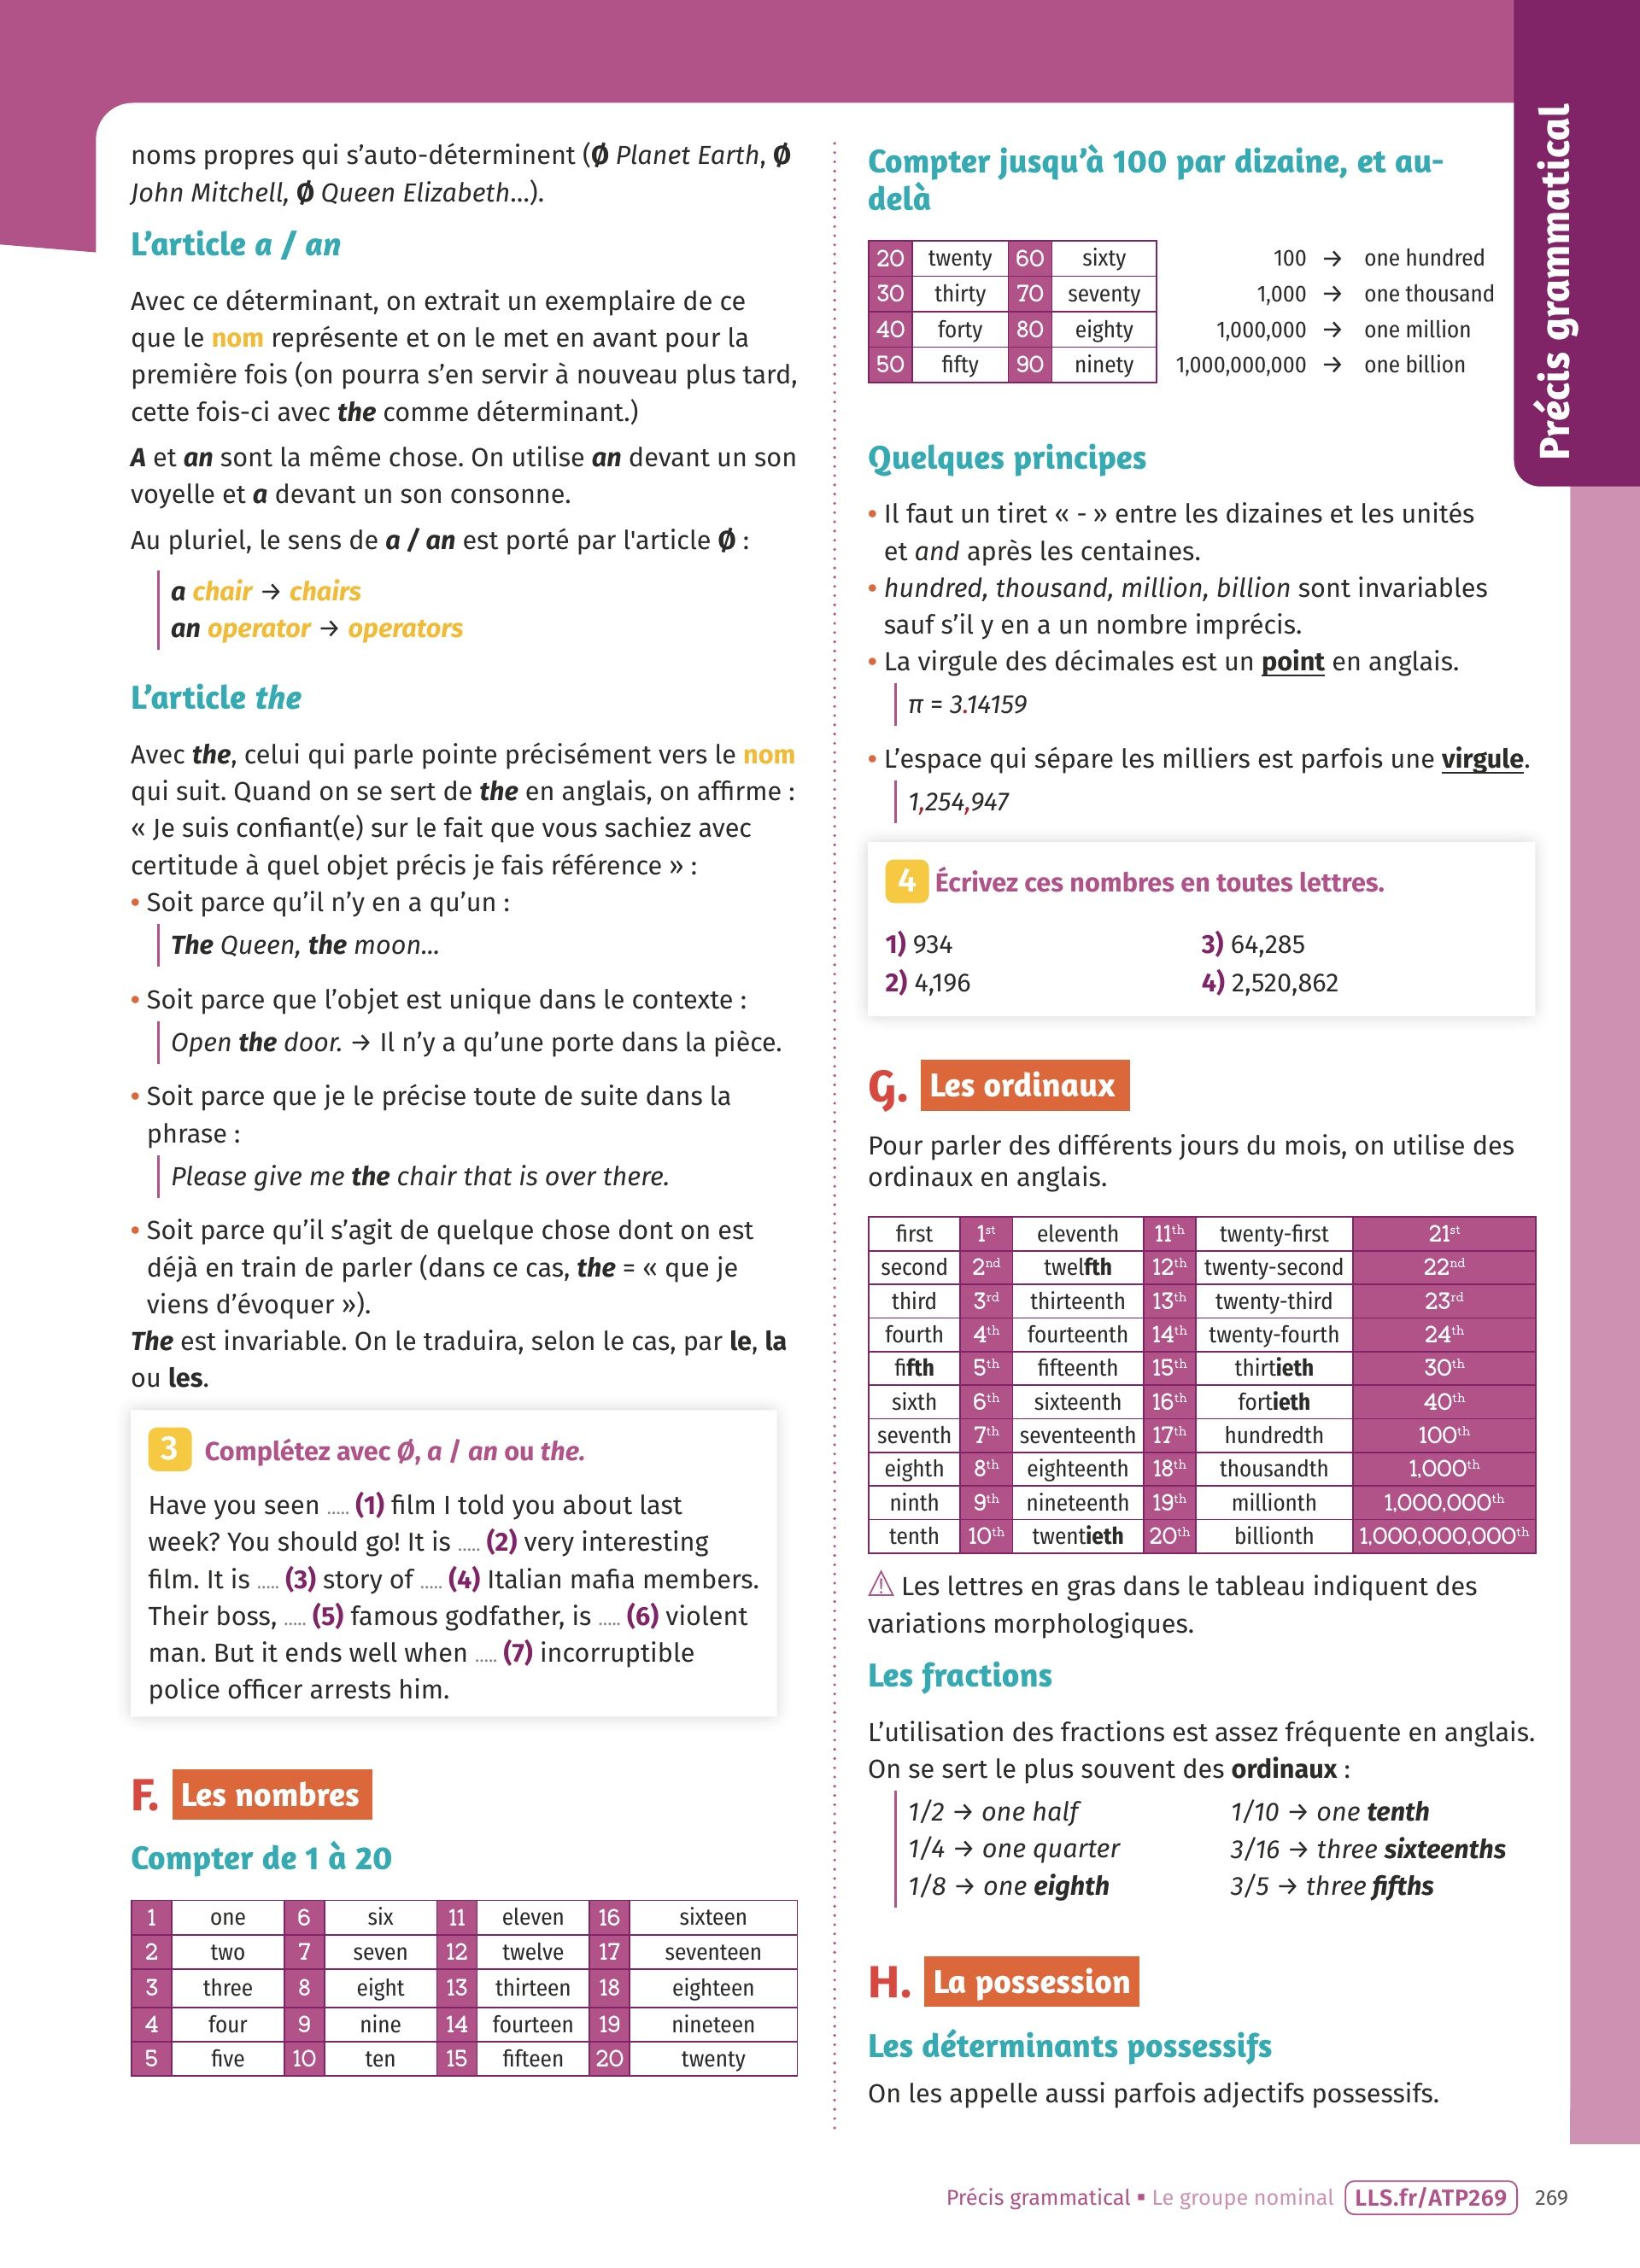 noms propres qui s'auto-déterminent (Ø Planet Earth, Ø
John Mitchell, Ø Queen Elizabeth...).
L'article a / an
Avec ce déterminant, on extrait un exemplaire de ce
que le nom représente et on le met en avant pour la
première fois (on pourra s'en servir à nouveau plus tard,
cette fois-ci avec the comme déterminant.)
A et an sont la même chose. On utilise an devant un son
voyelle et a devant un son consonne.
Au pluriel, le sens de a / an est porté par l'article Ø :
a chair → chairs
an operator → operators
L'article the
Avec the, celui qui parle pointe précisément vers le nom
qui suit. Quand on se sert de the en anglais, on affirme :
« Je suis confiant(e) sur le fait que vous sachiez avec
certitude à quel objet précis je fais référence » :
• Soit parce qu'il n'y en a qu'un :
The Queen, the moon...
• Soit parce que l'objet est unique dans le contexte :
Open the door. → Il n'y a qu'une porte dans la pièce.
• Soit parce que je le précise toute de suite dans la
phrase :
Please give me the chair that is over there.
• Soit parce qu'il s'agit de quelque chose dont on est
déjà en train de parler (dans ce cas, the = « que je
viens d'évoquer »).
The est invariable. On le traduira, selon le cas, par le, la
ou les.
3 Complétez avec Ø, a / an ou the.
Have you seen ..... (1) film I told you about last
week? You should go! It is ..... (2) very interesting
film. It is ..... (3) story of ..... (4) Italian mafia members.
Their boss, ..... (5) famous godfather, is ..... (6) violent
man. But it ends well when ..... (7) incorruptible
police officer arrests him.
F. Les nombres
Compter de 1 à 20
1 one 6 six 11 eleven 16 sixteen
2 two 7 seven 12 twelve 17 seventeen
3 three 8 eight 13 thirteen 18 eighteen
4 four 9 nine 14 fourteen 19 nineteen
5 five 10 ten 15 fifteen 20 twenty
Compter jusqu'à 100 par dizaine, et au-
delà
20 twenty 60 sixty 100 → one hundred
30 thirty 70 seventy 1,000 → one thousand
40 forty 80 eighty 1,000,000 → one million
50 fifty 90 ninety 1,000,000,000 → one billion
Quelques principes
• Il faut un tiret « - » entre les dizaines et les unités
et and après les centaines.
• hundred, thousand, million, billion sont invariables
sauf s'il y en a un nombre imprécis.
• La virgule des décimales est un point en anglais.
π = 3.14159
• L'espace qui sépare les milliers est parfois une virgule.
1,254,947
4 Écrivez ces nombres en toutes lettres.
1) 934 3) 64,285
2) 4,196 4) 2,520,862
G. Les ordinaux
Pour parler des différents jours du mois, on utilise des
ordinaux en anglais.
first 1st eleventh 11th twenty-first 21st
second 2nd twelfth 12th twenty-second 22nd
third 3rd thirteenth 13th twenty-third 23rd
fourth 4th fourteenth 14th twenty-fourth 24th
fifth 5th fifteenth 15th thirtieth 30th
sixth 6th sixteenth 16th fortieth 40th
seventh 7th seventeenth 17th hundredth 100th
eighth 8th eighteenth 18th thousandth 1,000th
ninth 9th nineteenth 19th millionth 1,000,000th
tenth 10th twentieth 20th billionth 1,000,000,000th
⚠ Les lettres en gras dans le tableau indiquent des
variations morphologiques.
Les fractions
L'utilisation des fractions est assez fréquente en anglais.
On se sert le plus souvent des ordinaux :
1/2 → one half 1/10 → one tenth
1/4 → one quarter 3/16 → three sixteenths
1/8 → one eighth 3/5 → three fifths
H. La possession
Les déterminants possessifs
On les appelle aussi parfois adjectifs possessifs.
Précis grammatical
Précis grammatical ▪ Le groupe nominal LLS.fr/ATP269 269